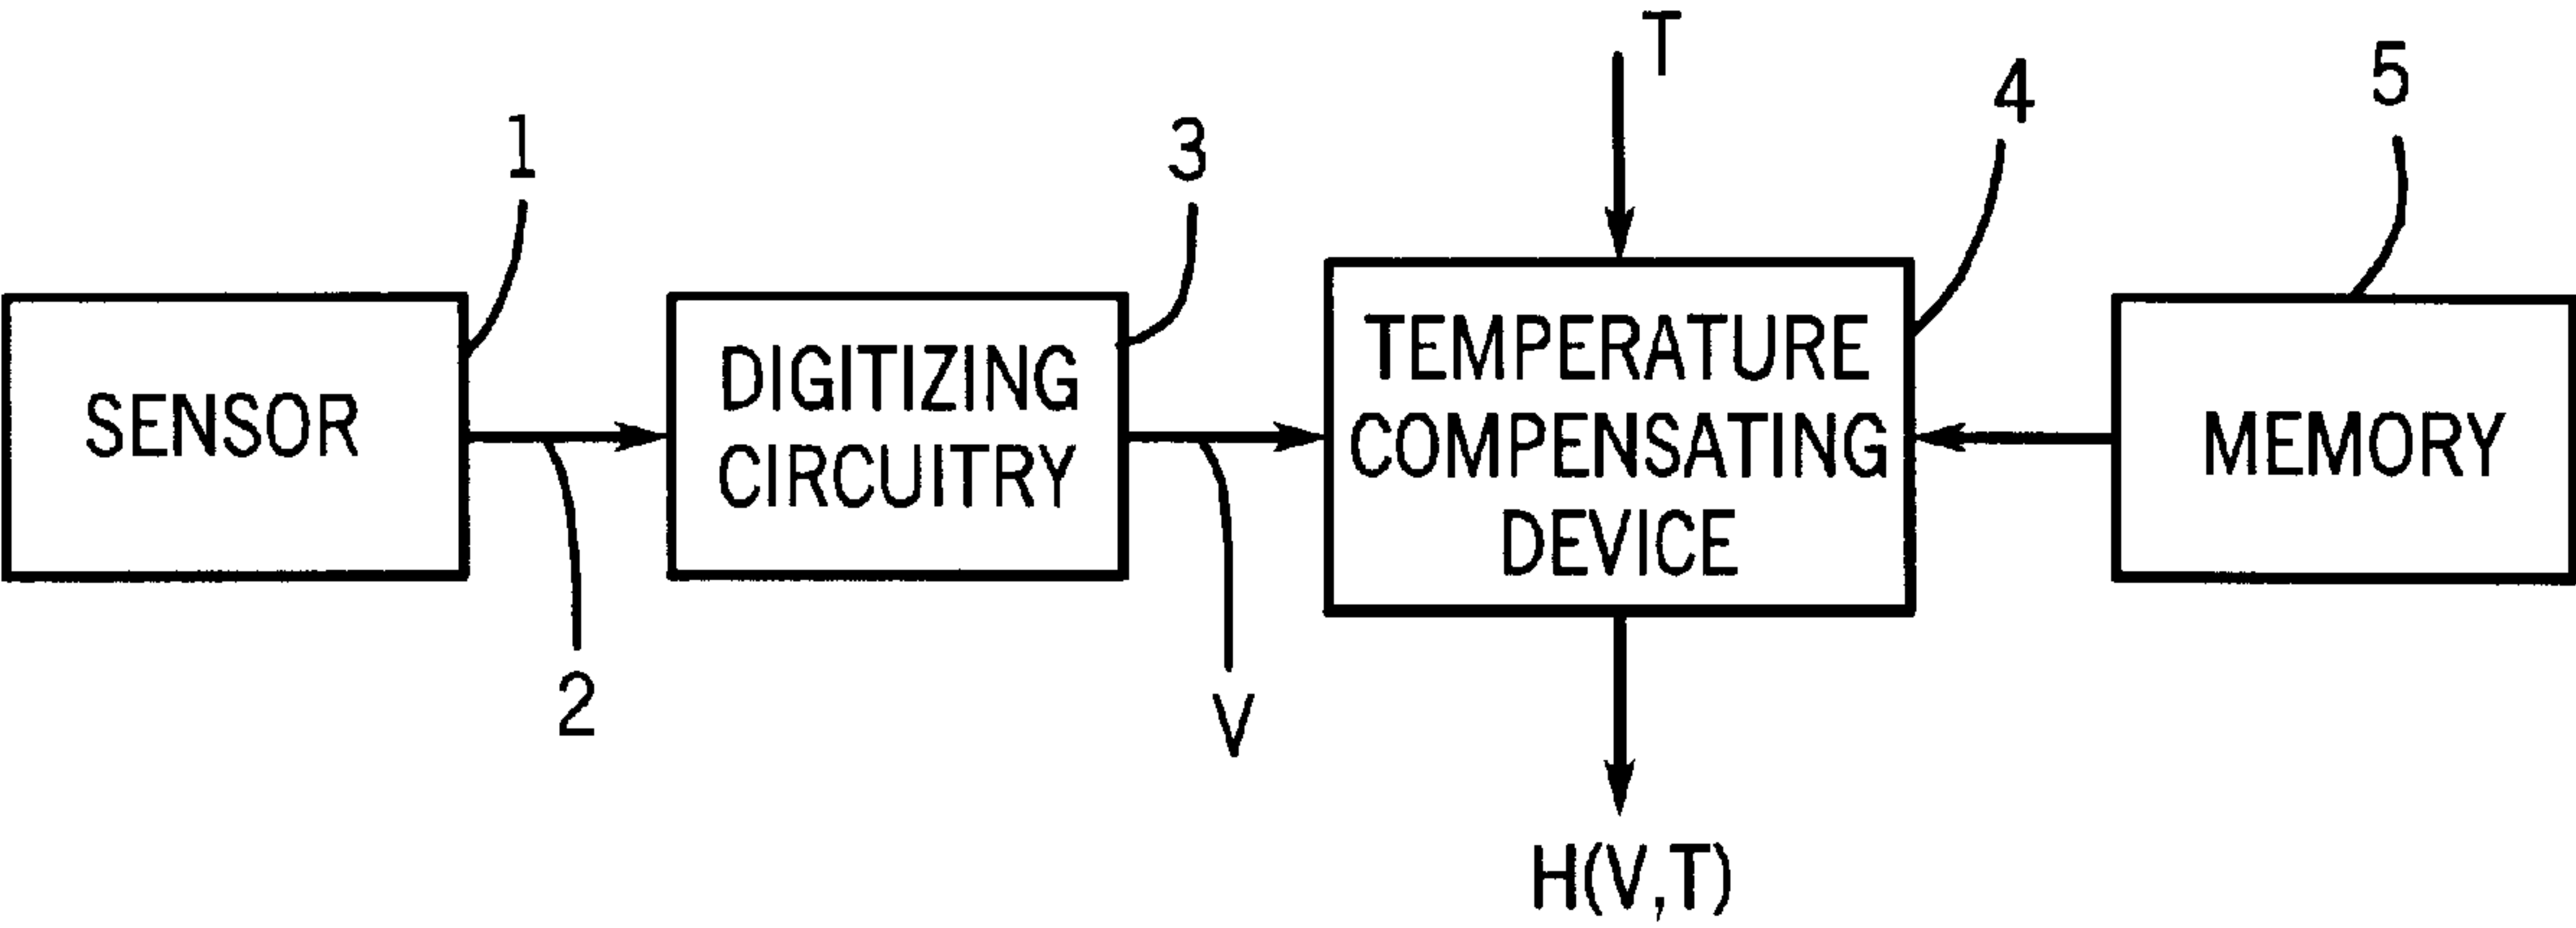 T
4
5
1
3
SENSOR
DIGITIZING
CIRCUITRY
TEMPERATURE
COMPENSATING
DEVICE
MEMORY
2
V
H(V,T)